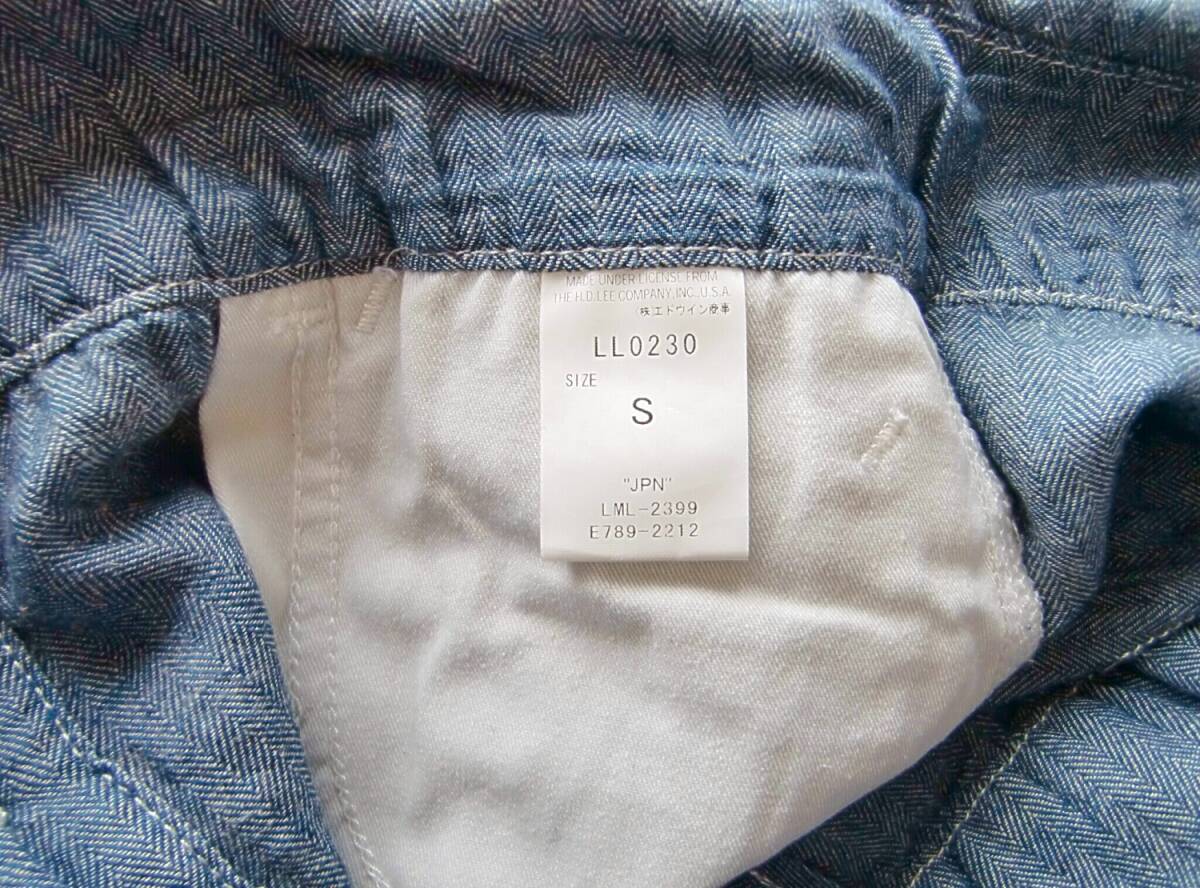 MADE UNDER LICENSE FROM
THE H.D. LEE COMPANY, INC., U.S.A.
(株)エドウイン商事
LL0230
SIZE
S
"JPN"
LML-2399
E789-2212